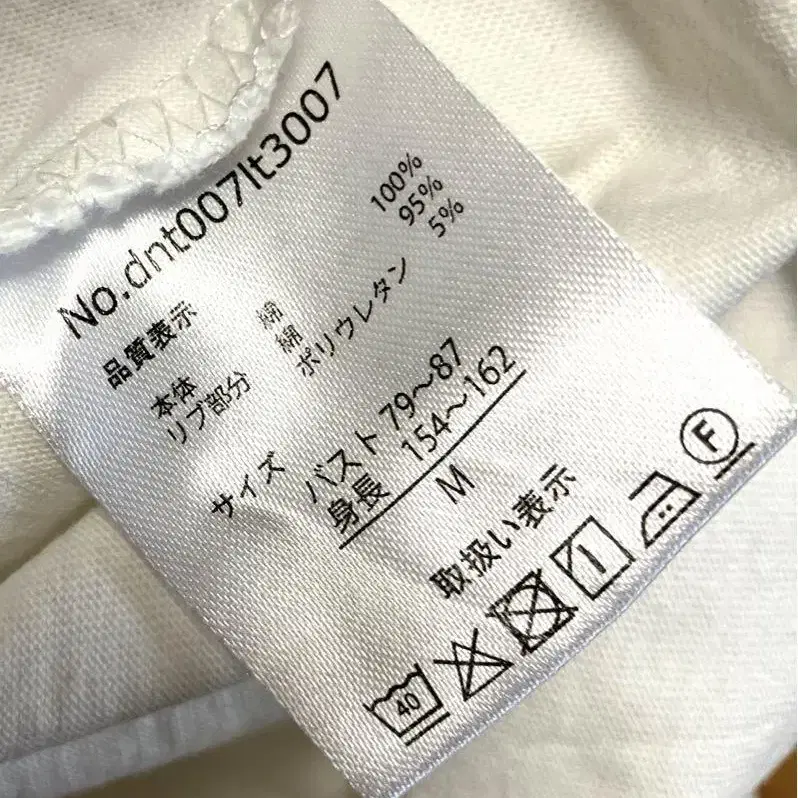 No.dnt007lt3007
品質表示
本体 綿 100%
リブ部分 綿 95%
ポリウレタン 5%
サイズ バスト 79～87
身長 154～162
M
取扱い表示
40 F